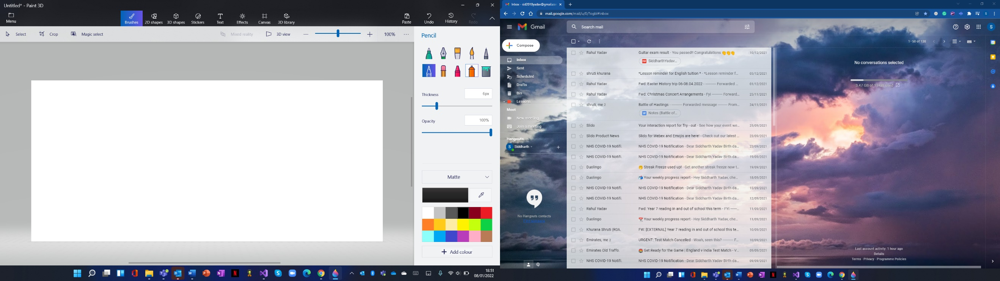 Untitled* - Paint 3D
Menu
Brushes
2D shapes
3D shapes
Stickers
Text
Effects
Canvas
3D library
Paste
Undo
History
Redo
Select
Crop
Magic select
Mixed reality
3D view
100%
Pencil
Thickness
6px
Opacity
100%
Matte
Add colour
18:51
08/01/2022
mail.google.com/mail/u/0/?ogbl#inbox
Gmail
Search mail
S
Compose
1–50 of 138
Inbox
Sent
Scheduled
Drafts
Bin
Lessons
Meet
New meeting
Join a meeting
Hangouts
S Siddharth
No Hangouts contacts
Rahul Yadav Guitar exam result - You passed!! Congratulations 👏👏👏 10/12/2021
PDF SiddharthYadav...
shruti khurana *Lesson reminder for English tuition * - *Lesson reminder f... 05/12/2021
Rahul Yadav Fwd: Easter History trip 06-08.04.2022 - ---------- Forwarded ... 01/12/2021
Rahul Yadav Fwd: Christmas Concert Arrangements - Fyi ---------- Forward... 25/11/2021
shruti, me 2 Battle of Hastings - ---------- Forwarded message --------- From... 24/11/2021
W Notes (Battle of...
Slido Your interaction report for Try - out - See how your event we... 25/09/2021
Slido Product News Slido for Webex and Emojis are here! - Check out our latest ... 23/09/2021
NHS COVID-19 Notifi. NHS COVID-19 Notification - Dear Siddharth Yadav Birth da... 23/09/2021
NHS COVID-19 Notifi. NHS COVID-19 Notification - Dear Siddharth Yadav Birth da... 19/09/2021
Duolingo Streak Freeze used up! - Get another streak freeze now t... 19/09/2021
Duolingo Your weekly progress report - Hey Siddharth Yadav, che... 18/09/2021
NHS COVID-19 Notifi. NHS COVID-19 Notification - Dear Siddharth Yadav Birth da... 15/09/2021
NHS COVID-19 Notifi. NHS COVID-19 Notification - Dear Siddharth Yadav Birth da... 12/09/2021
Rahul Yadav Fwd: Year 7 reading in and out of school this term - FYI ------... 11/09/2021
Duolingo Your weekly progress report - Hey Siddharth Yadav, che... 11/09/2021
Khurana Shruti (R0A. FW: [EXTERNAL] Year 7 reading in and out of school this te... 10/09/2021
Emirates, me 2 URGENT: Test Match Cancelled - Woah, seen this? ---------- F... 10/09/2021
Emirates Old Traffo. Get Ready for the Game | England v India Test Match - V... 09/09/2021
NHS COVID-19 Notifi. NHS COVID-19 Notification - Dear Siddharth Yadav Birth da... 09/09/2021
No conversations selected
3.47 GB of 15 GB used
Last account activity: 1 hour ago
Details
Terms · Privacy · Programme Policies